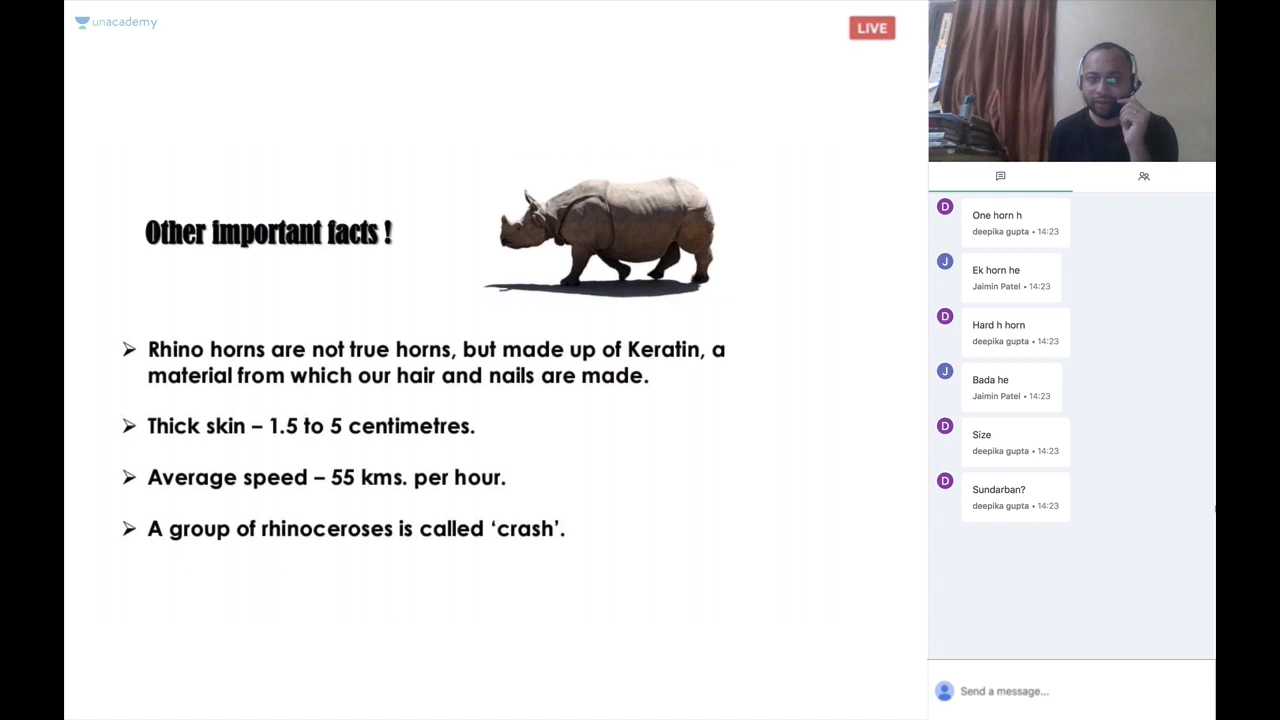 unacademy
LIVE
Other important facts !
Rhino horns are not true horns, but made up of Keratin, a
material from which our hair and nails are made.
Thick skin – 1.5 to 5 centimetres.
Average speed – 55 kms. per hour.
A group of rhinoceroses is called ‘crash’.
D
One horn h
deepika gupta • 14:23
J
Ek horn he
Jaimin Patel • 14:23
D
Hard h horn
deepika gupta • 14:23
J
Bada he
Jaimin Patel • 14:23
D
Size
deepika gupta • 14:23
D
Sundarban?
deepika gupta • 14:23
Send a message...